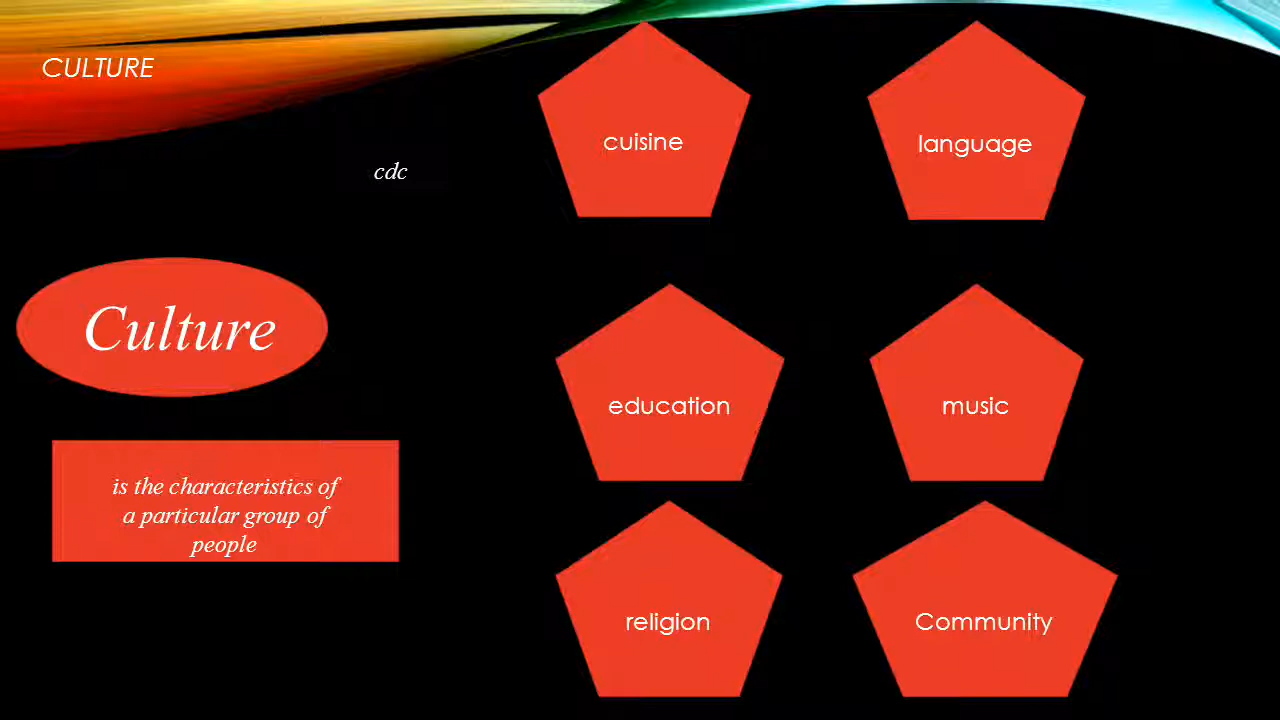 CULTURE
cdc
Culture
is the characteristics of
a particular group of
people
cuisine
language
education
music
religion
Community